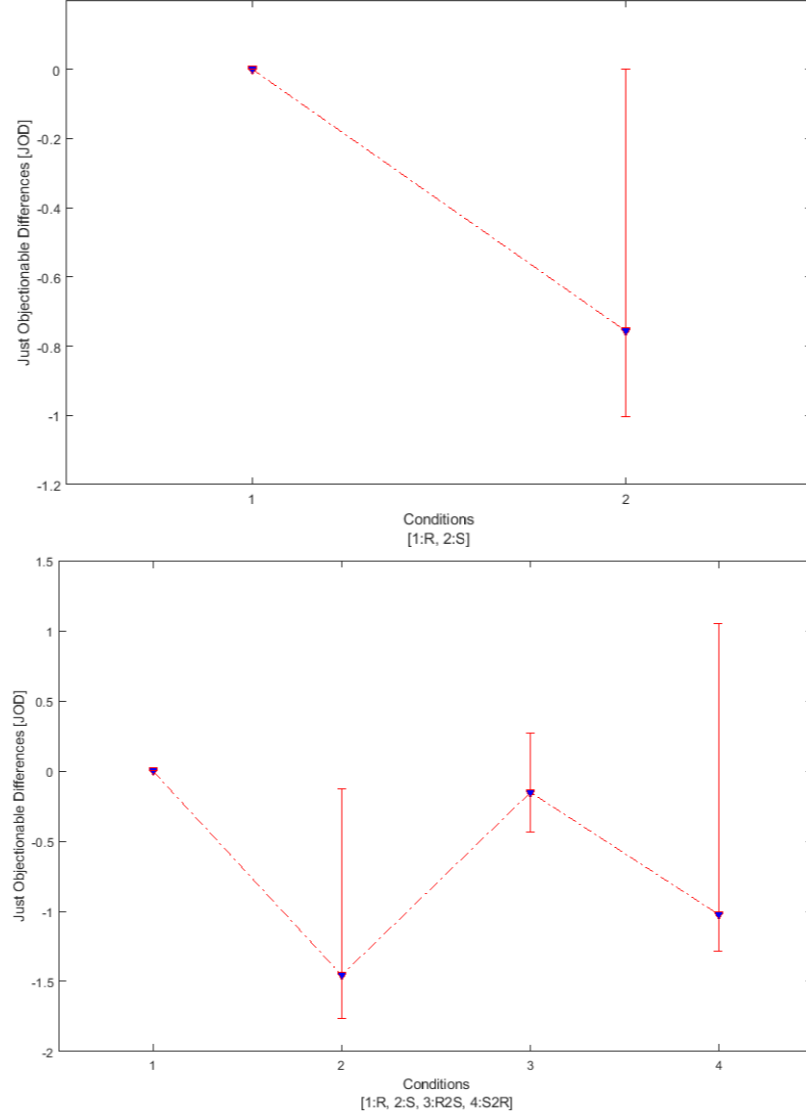 Just Objectionable Differences [JOD]
0
-0.2
-0.4
-0.6
-0.8
-1
-1.2
1 2
Conditions
[1:R, 2:S]
Just Objectionable Differences [JOD]
1.5
1
0.5
0
-0.5
-1
-1.5
-2
1 2 3 4
Conditions
[1:R, 2:S, 3:R2S, 4:S2R]